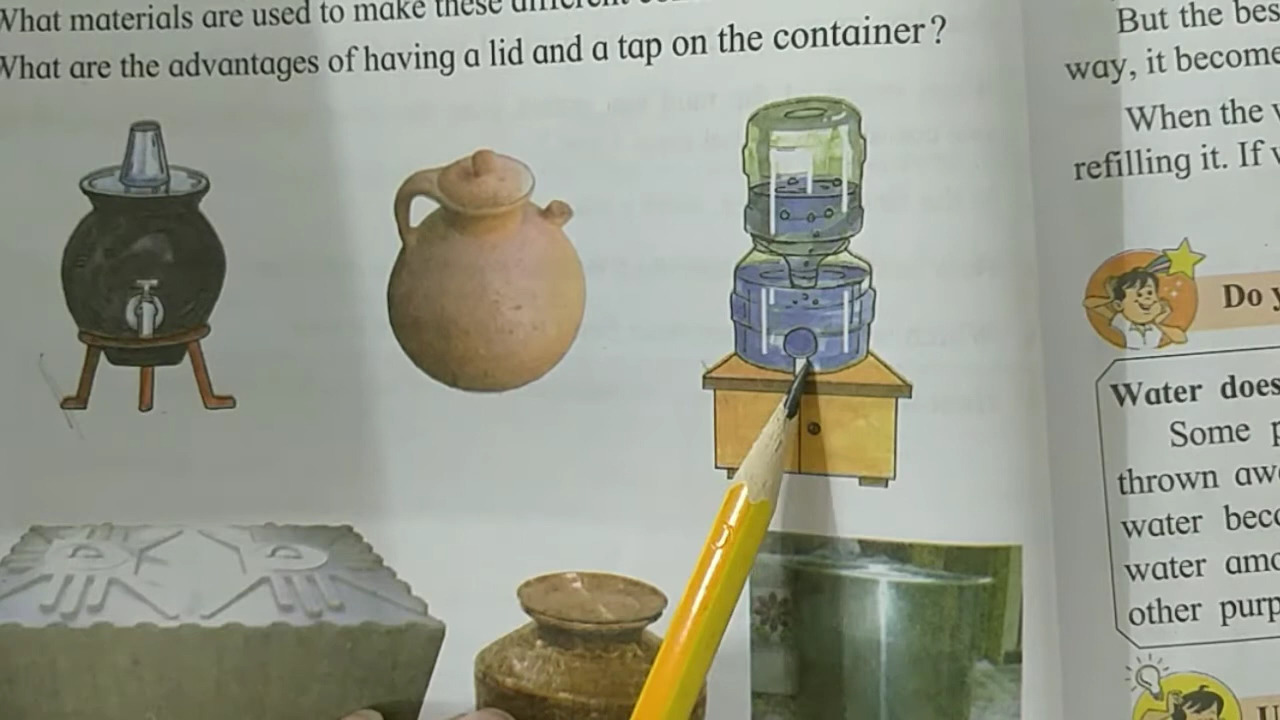 What materials are used to make these different
What are the advantages of having a lid and a tap on the container?
But the bes
way, it become
When the
refilling it. If
Do
Water does
Some
thrown aw
water bec
water amo
other purp